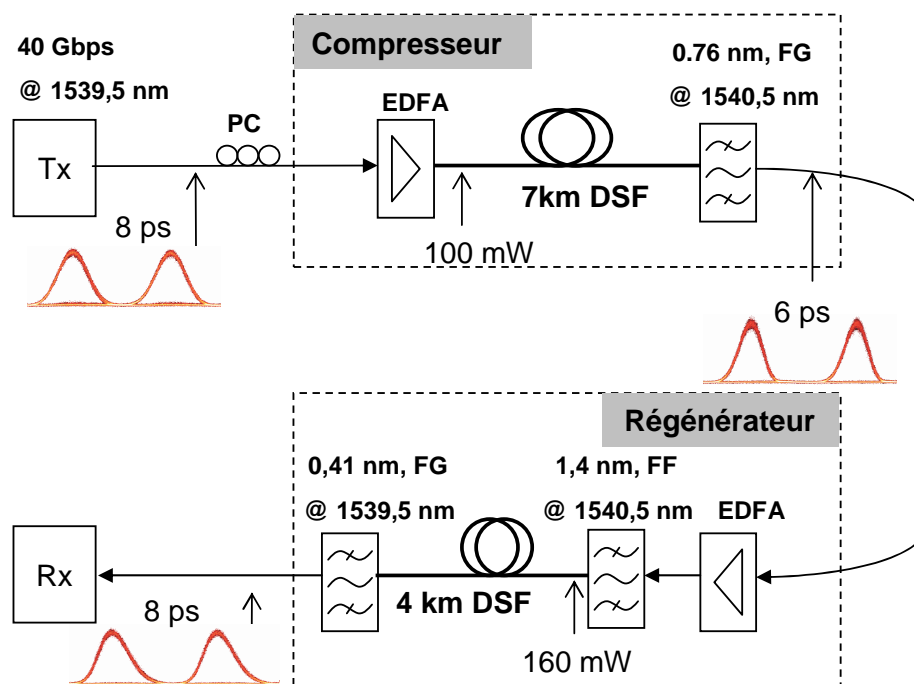 40 Gbps
@ 1539,5 nm
Tx
8 ps
PC
Compresseur
EDFA
100 mW
7km DSF
0.76 nm, FG
@ 1540,5 nm
6 ps
Régénérateur
0,41 nm, FG
@ 1539,5 nm
1,4 nm, FF
@ 1540,5 nm
EDFA
4 km DSF
160 mW
Rx
8 ps